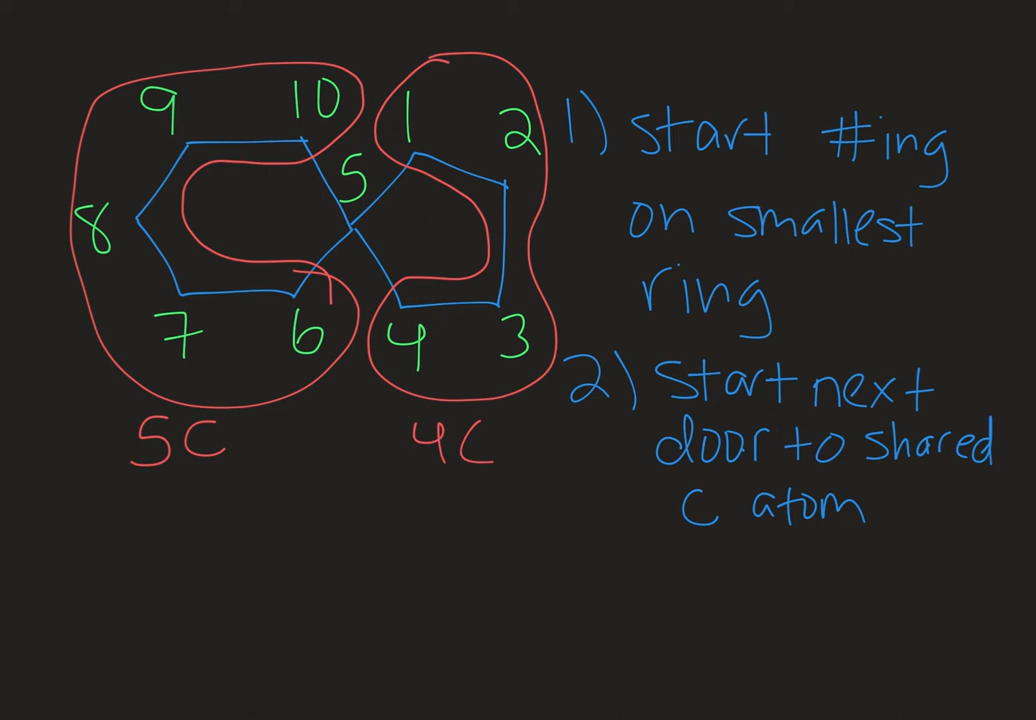 9 10 1 2
5
8
7 6 4 3
5C 4C
1) start #ing
on smallest
ring
2) Start next
door to shared
C atom